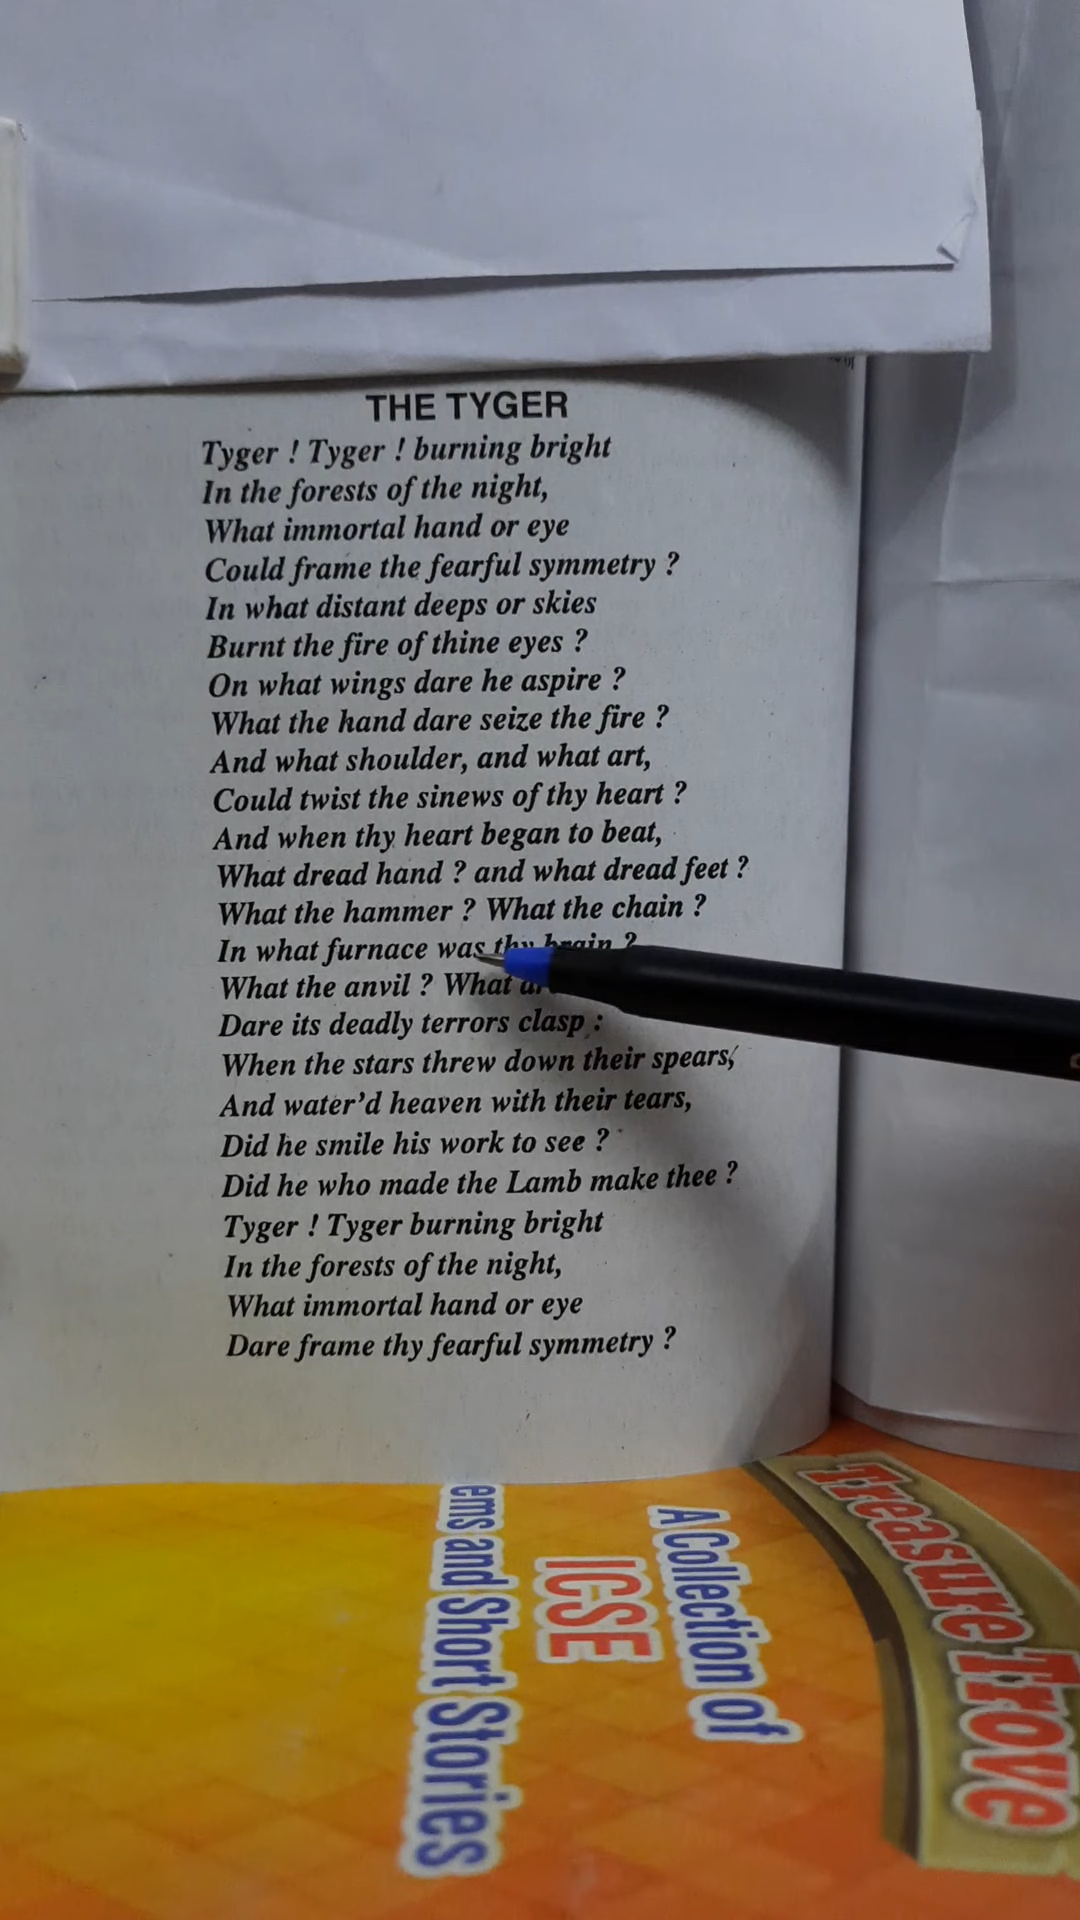 THE TYGER
Tyger ! Tyger ! burning bright
In the forests of the night,
What immortal hand or eye
Could frame the fearful symmetry ?
In what distant deeps or skies
Burnt the fire of thine eyes ?
On what wings dare he aspire ?
What the hand dare seize the fire ?
And what shoulder, and what art,
Could twist the sinews of thy heart ?
And when thy heart began to beat,
What dread hand ? and what dread feet ?
What the hammer ? What the chain ?
In what furnace was thy brain ?
What the anvil ? What
Dare its deadly terrors clasp :
When the stars threw down their spears,
And water'd heaven with their tears,
Did he smile his work to see ?
Did he who made the Lamb make thee ?
Tyger ! Tyger burning bright
In the forests of the night,
What immortal hand or eye
Dare frame thy fearful symmetry ?
Treasure Trove
A Collection of
ICSE
ems and Short Stories